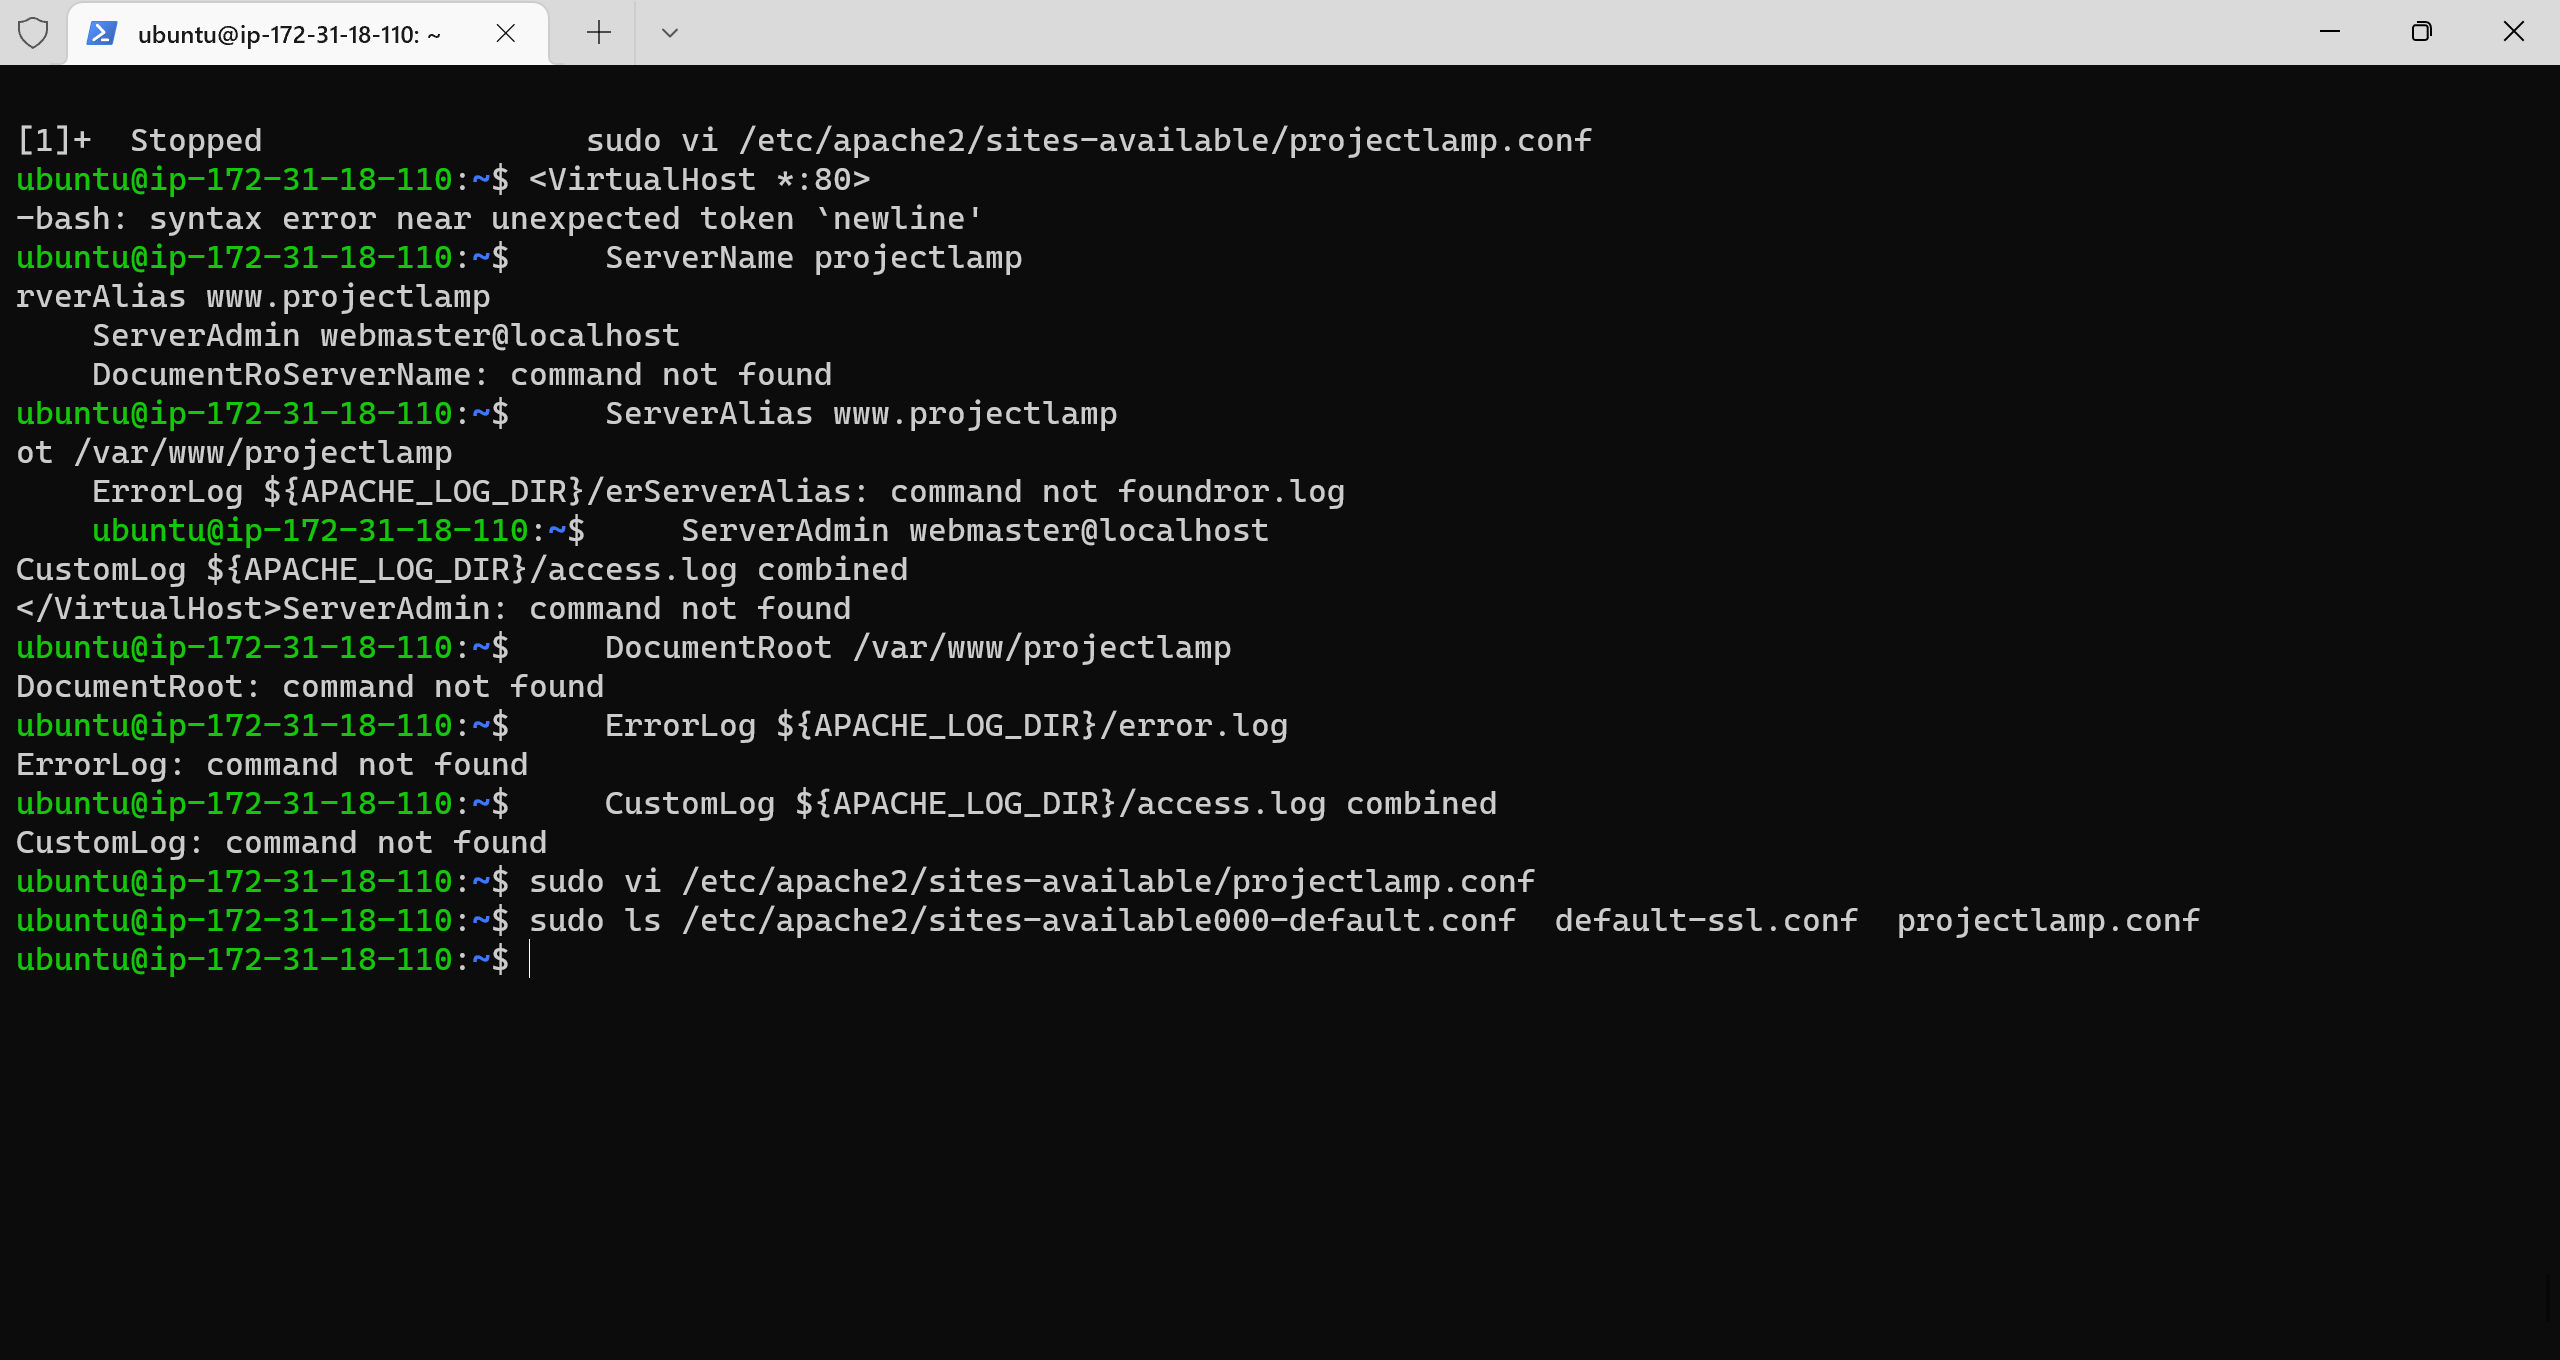 ubuntu@ip-172-31-18-110: ~
[1]+  Stopped                 sudo vi /etc/apache2/sites-available/projectlamp.conf
ubuntu@ip-172-31-18-110:~$ <VirtualHost *:80>
-bash: syntax error near unexpected token `newline'
ubuntu@ip-172-31-18-110:~$     ServerName projectlamp
rverAlias www.projectlamp
    ServerAdmin webmaster@localhost
    DocumentRoServerName: command not found
ubuntu@ip-172-31-18-110:~$     ServerAlias www.projectlamp
ot /var/www/projectlamp
    ErrorLog ${APACHE_LOG_DIR}/erServerAlias: command not foundror.log
    ubuntu@ip-172-31-18-110:~$     ServerAdmin webmaster@localhost
CustomLog ${APACHE_LOG_DIR}/access.log combined
</VirtualHost>ServerAdmin: command not found
ubuntu@ip-172-31-18-110:~$     DocumentRoot /var/www/projectlamp
DocumentRoot: command not found
ubuntu@ip-172-31-18-110:~$     ErrorLog ${APACHE_LOG_DIR}/error.log
ErrorLog: command not found
ubuntu@ip-172-31-18-110:~$     CustomLog ${APACHE_LOG_DIR}/access.log combined
CustomLog: command not found
ubuntu@ip-172-31-18-110:~$ sudo vi /etc/apache2/sites-available/projectlamp.conf
ubuntu@ip-172-31-18-110:~$ sudo ls /etc/apache2/sites-available000-default.conf  default-ssl.conf  projectlamp.conf
ubuntu@ip-172-31-18-110:~$